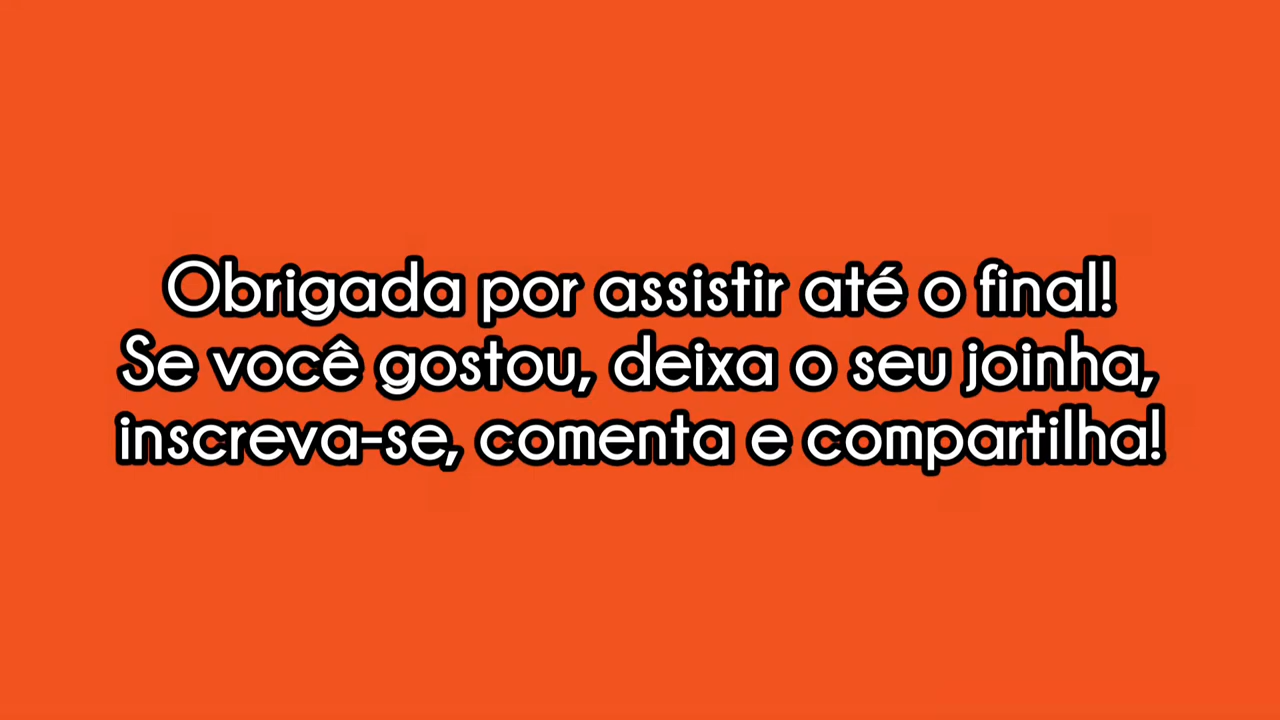 Obrigada por assistir até o final!
Se você gostou, deixa o seu joinha,
inscreva-se, comenta e compartilha!